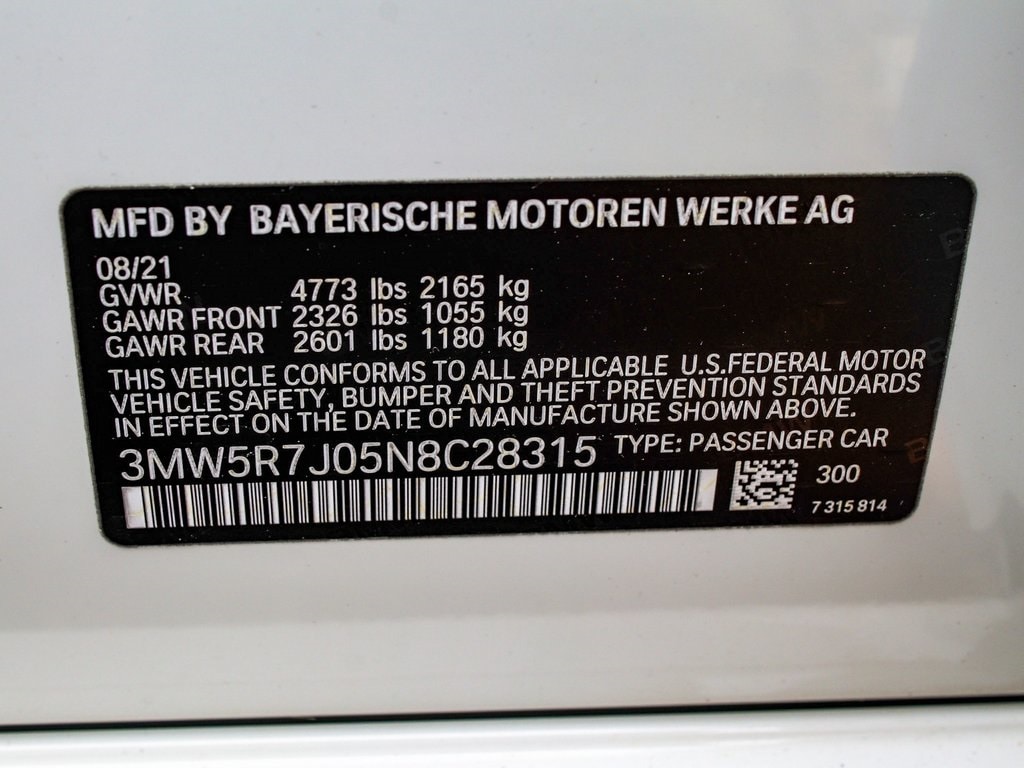 MFD BY BAYERISCHE MOTOREN WERKE AG
08/21
GVWR 4773 lbs 2165 kg
GAWR FRONT 2326 lbs 1055 kg
GAWR REAR 2601 lbs 1180 kg
THIS VEHICLE CONFORMS TO ALL APPLICABLE U.S.FEDERAL MOTOR
VEHICLE SAFETY, BUMPER AND THEFT PREVENTION STANDARDS
IN EFFECT ON THE DATE OF MANUFACTURE SHOWN ABOVE.
3MW5R7J05N8C28315 TYPE: PASSENGER CAR
300
7 315 814